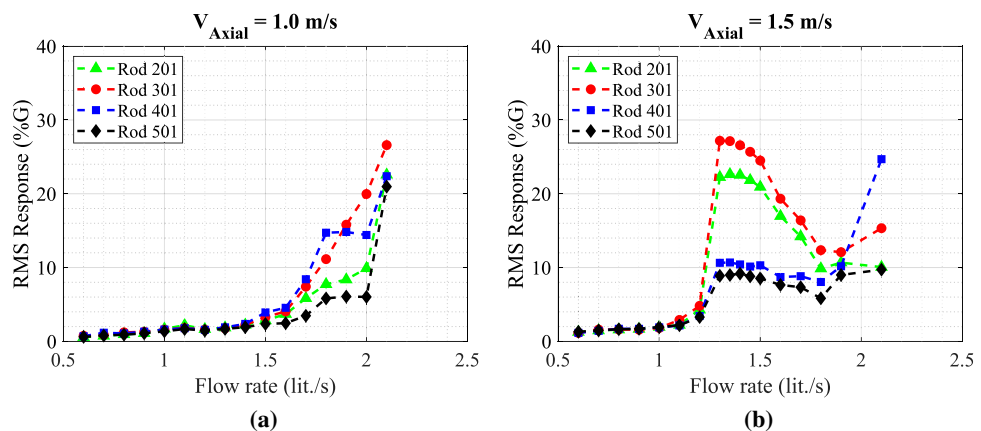 V_Axial = 1.0 m/s
40
30
20
10
0
RMS Response (%G)
Rod 201
Rod 301
Rod 401
Rod 501
0.5 1 1.5 2 2.5
Flow rate (lit./s)
(a)
V_Axial = 1.5 m/s
40
30
20
10
0
RMS Response (%G)
Rod 201
Rod 301
Rod 401
Rod 501
0.5 1 1.5 2 2.5
Flow rate (lit./s)
(b)